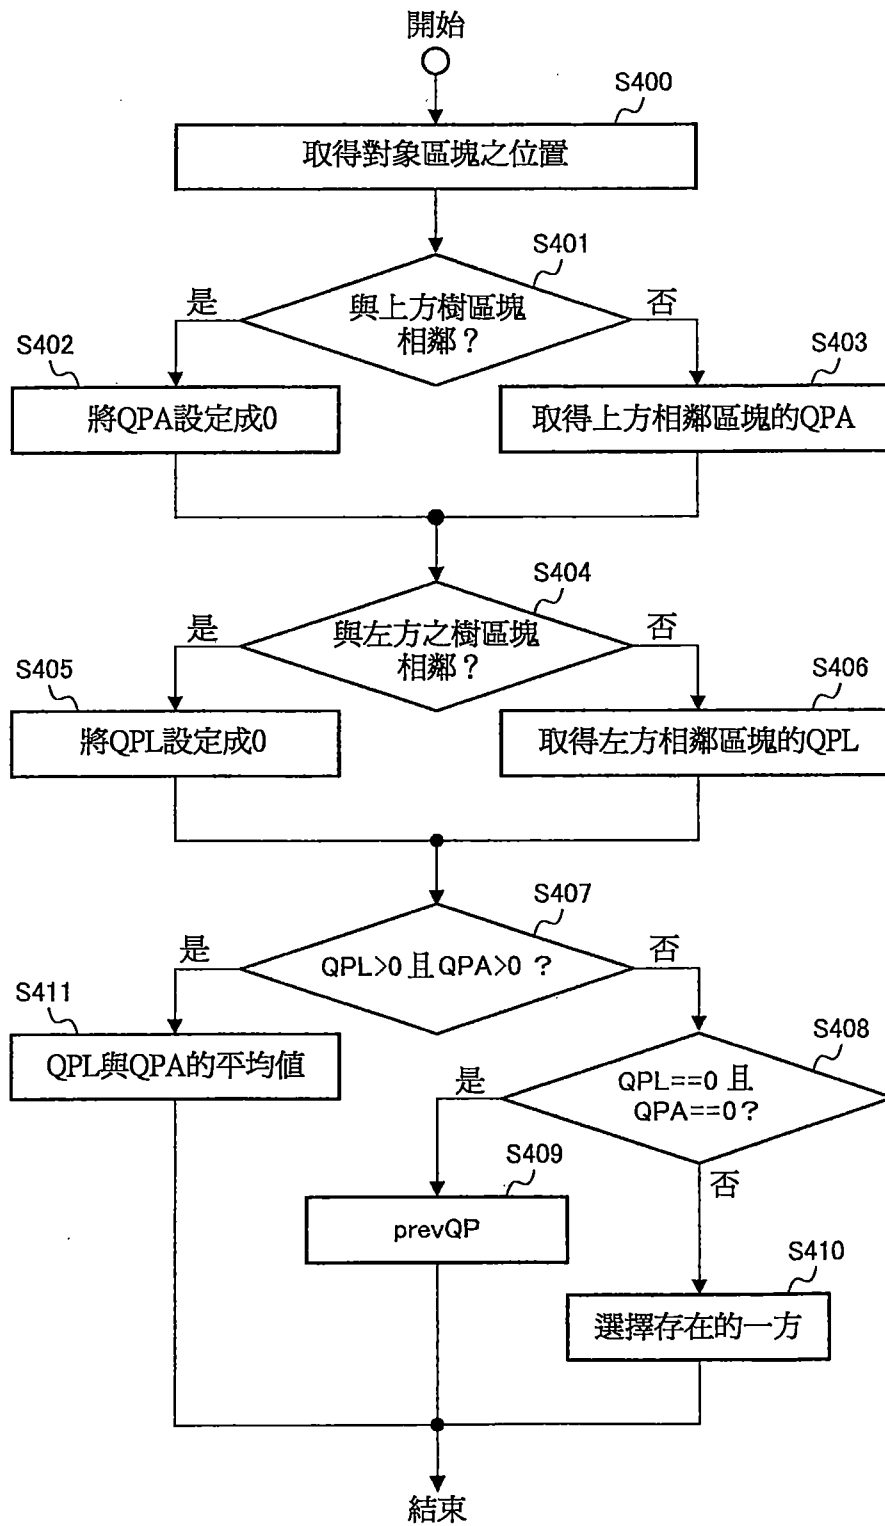 開始
S400
取得對象區塊之位置
S401
與上方樹區塊
相鄰？
是
否
S402
將QPA設定成0
S403
取得上方相鄰區塊的QPA
S404
與左方之樹區塊
相鄰？
是
否
S405
將QPL設定成0
S406
取得左方相鄰區塊的QPL
S407
QPL>0 且QPA>0 ？
是
否
S411
QPL與QPA的平均值
S408
QPL==0 且
QPA==0？
是
否
S409
prevQP
S410
選擇存在的一方
結束